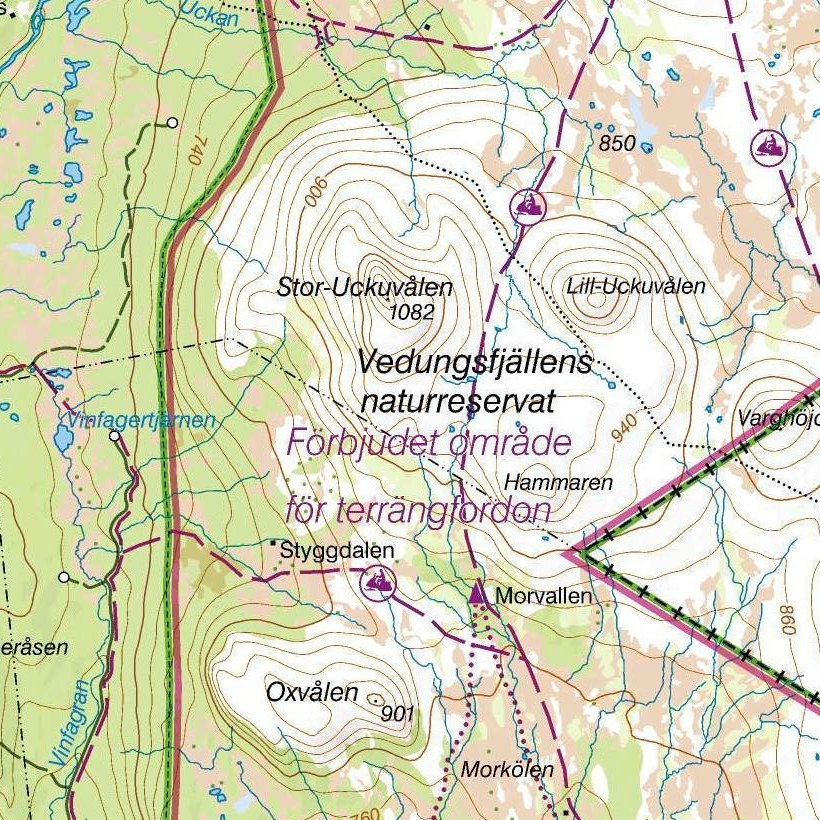 Uckan
740
850
900
Stor-Uckuvålen
1082
Lill-Uckuvålen
Vedungsfjällens
naturreservat
Vinfagertjärnen
Förbjudet område
för terrängfordon
940
Hammaren
Styggdalen
Morvallen
860
eråsen
Oxvålen
901
Vinfagran
Morkölen
760